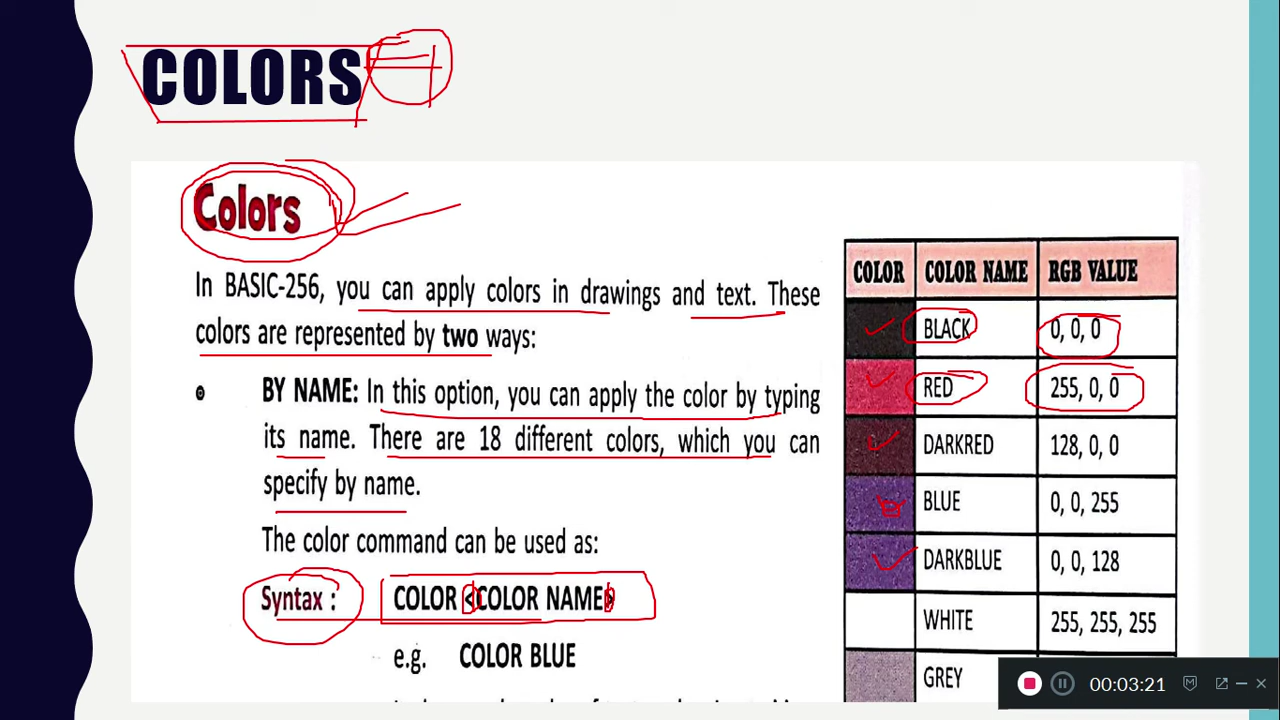 COLORS
Colors
In BASIC-256, you can apply colors in drawings and text. These
colors are represented by two ways:
BY NAME: In this option, you can apply the color by typing
its name. There are 18 different colors, which you can
specify by name.
The color command can be used as:
Syntax : COLOR <COLOR NAME>
e.g. COLOR BLUE
COLOR COLOR NAME RGB VALUE
BLACK 0, 0, 0
RED 255, 0, 0
DARKRED 128, 0, 0
BLUE 0, 0, 255
DARKBLUE 0, 0, 128
WHITE 255, 255, 255
GREY
00:03:21